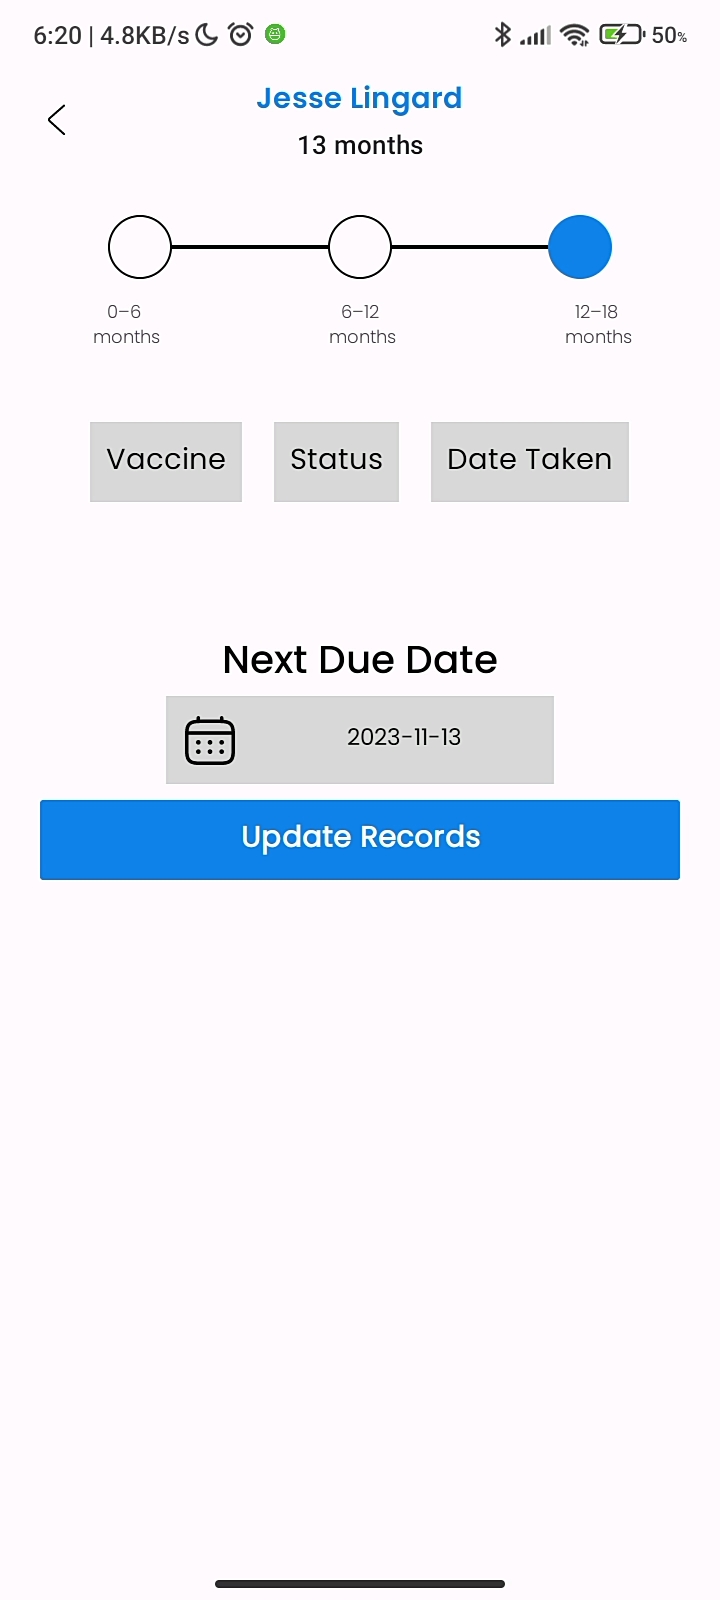 6:20 | 4.8KB/s 50%
Jesse Lingard
13 months
0-6 6-12 12-18
months months months
Vaccine Status Date Taken
Next Due Date
2023-11-13
Update Records